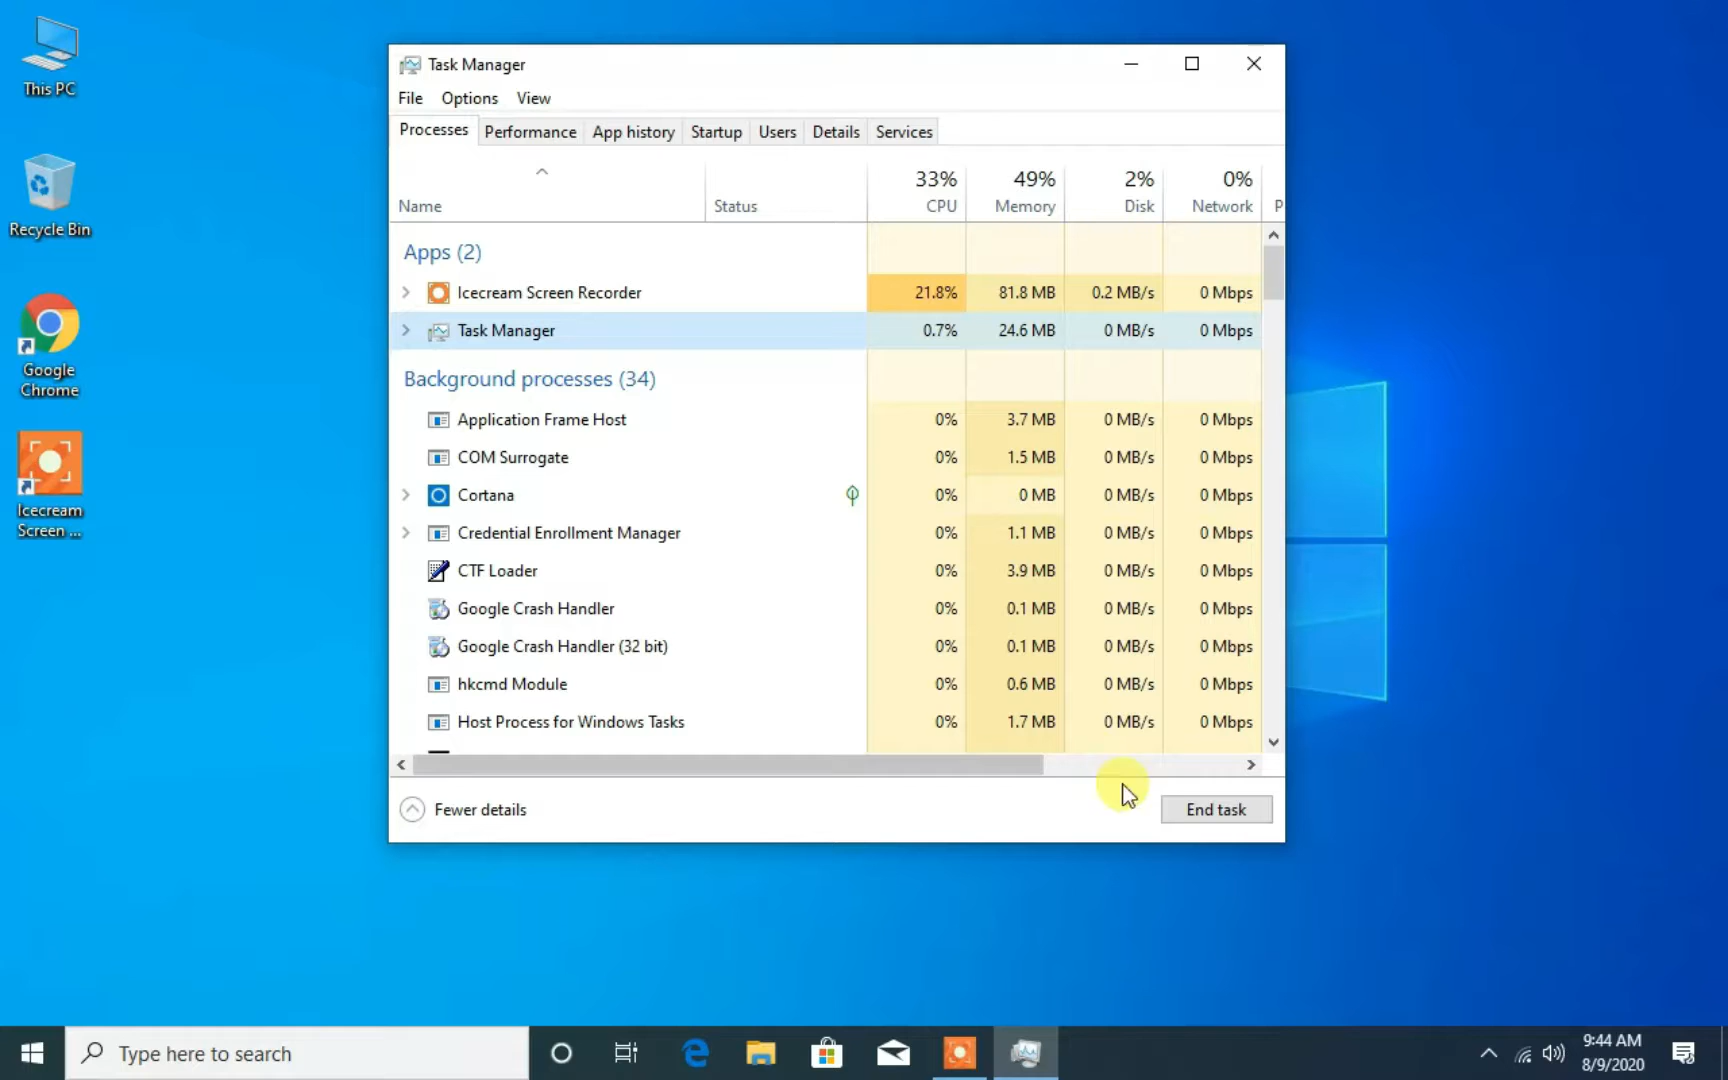 This PC
Recycle Bin
Google
Chrome
Icecream
Screen ...
Task Manager
File Options View
Processes Performance App history Startup Users Details Services
33% 49% 2% 0%
Name Status CPU Memory Disk Network P
Apps (2)
Icecream Screen Recorder 21.8% 81.8 MB 0.2 MB/s 0 Mbps
Task Manager 0.7% 24.6 MB 0 MB/s 0 Mbps
Background processes (34)
Application Frame Host 0% 3.7 MB 0 MB/s 0 Mbps
COM Surrogate 0% 1.5 MB 0 MB/s 0 Mbps
Cortana 0% 0 MB 0 MB/s 0 Mbps
Credential Enrollment Manager 0% 1.1 MB 0 MB/s 0 Mbps
CTF Loader 0% 3.9 MB 0 MB/s 0 Mbps
Google Crash Handler 0% 0.1 MB 0 MB/s 0 Mbps
Google Crash Handler (32 bit) 0% 0.1 MB 0 MB/s 0 Mbps
hkcmd Module 0% 0.6 MB 0 MB/s 0 Mbps
Host Process for Windows Tasks 0% 1.7 MB 0 MB/s 0 Mbps
Fewer details End task
Type here to search
9:44 AM
8/9/2020